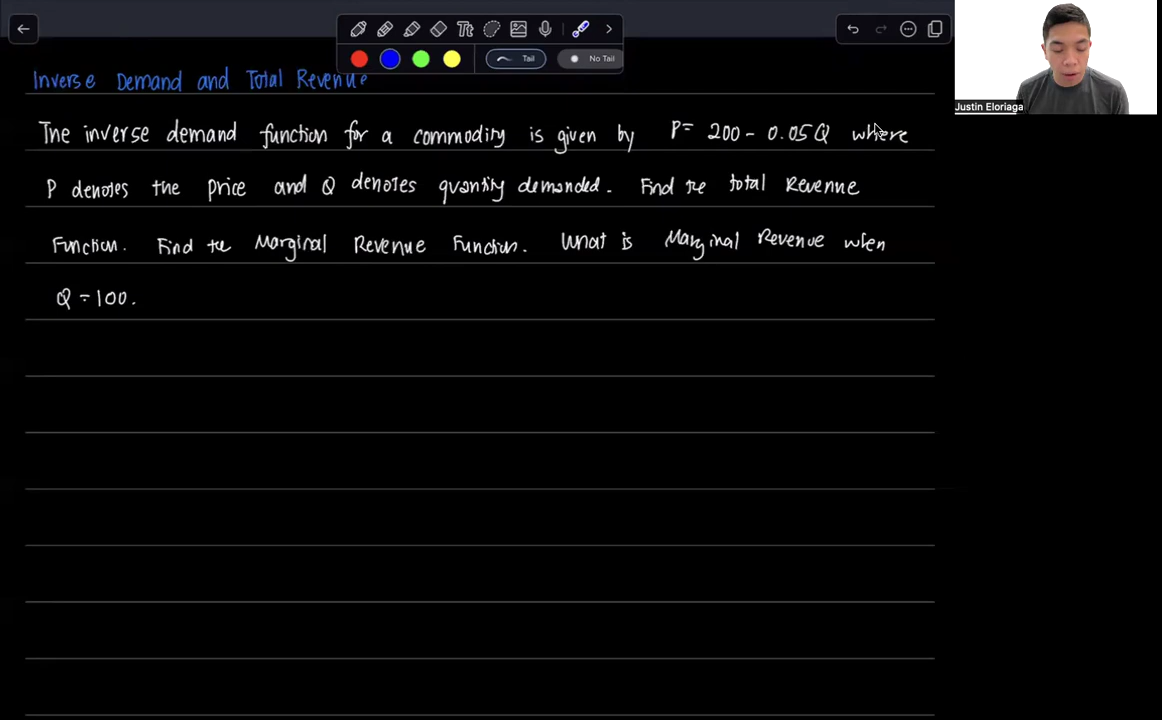 Tail
No Tail
Justin Eloriaga
Inverse Demand and Total Revenue
The inverse demand function for a commodity is given by P = 200 - 0.05Q where
P denotes the price and Q denotes quantity demanded. Find the total Revenue
Function. Find the Marginal Revenue Function. What is Marginal Revenue when
Q = 100.